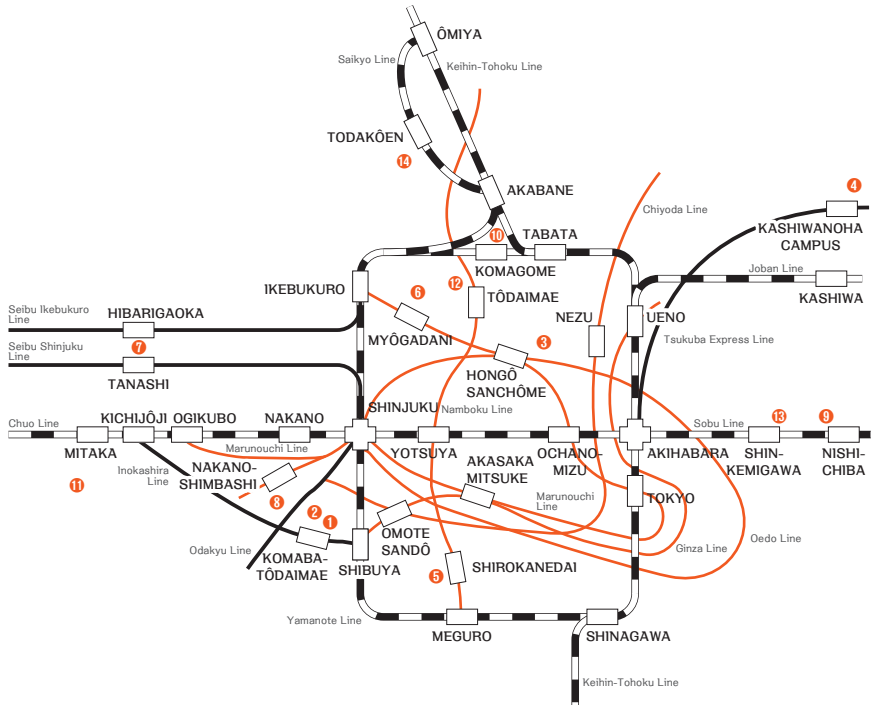 ÔMIYA
Saikyo Line
Keihin-Tohoku Line
TODAKÔEN
14
AKABANE
4
Chiyoda Line
KASHIWANOHA
CAMPUS
10
TABATA
KOMAGOME
Joban Line
IKEBUKURO
12
TÔDAIMAE
KASHIWA
6
Seibu Ikebukuro
Line
HIBARIGAOKA
NEZU
UENO
MYÔGADANI
Tsukuba Express Line
3
7
Seibu Shinjuku
Line
TANASHI
HONGÔ
SANCHÔME
SHINJUKU
Namboku Line
KICHIJÔJI
OGIKUBO
NAKANO
Chuo Line
Sobu Line
13
9
MITAKA
Marunouchi Line
YOTSUYA
OCHANO-
MIZU
AKIHABARA
SHIN-
KEMIGAWA
NISHI-
CHIBA
Inokashira
Line
NAKANO-
SHIMBASHI
AKASAKA
MITSUKE
Marunouchi
Line
11
8
TOKYO
2
1
OMOTE
SANDÔ
Ginza Line
Oedo Line
Odakyu Line
KOMABA-
TÔDAIMAE
SHIBUYA
5
SHIROKANEDAI
Yamanote Line
MEGURO
SHINAGAWA
Keihin-Tohoku Line